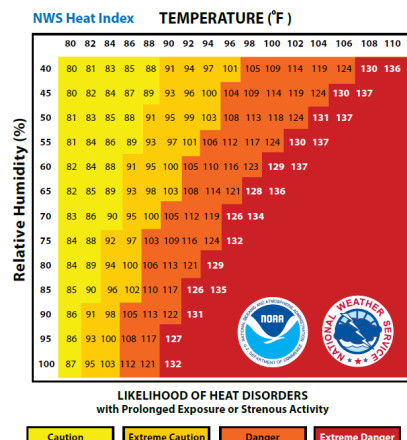 NWS Heat Index TEMPERATURE (°F)
80 82 84 86 88 90 92 94 96 98 100 102 104 106 108 110
40 80 81 83 85 88 91 94 97 101 105 109 114 119 124 130 136
45 80 82 84 87 89 93 96 100 104 109 114 119 124 130 137
50 81 83 85 88 91 95 99 103 108 113 118 124 131 137
55 81 84 86 89 93 97 101 106 112 117 124 130 137
60 82 84 88 91 95 100 105 110 116 123 129 137
65 82 85 89 93 98 103 108 114 121 128 136
70 83 86 90 95 100 105 112 119 126 134
75 84 88 92 97 103 109 116 124 132
80 84 89 94 100 106 113 121 129
85 85 90 96 102 110 117 126 135
90 86 91 98 105 113 122 131
95 86 93 100 108 117 127
100 87 95 103 112 121 132
Relative Humidity (%)
NOAA
NATIONAL OCEANIC AND ATMOSPHERIC ADMINISTRATION
U.S. DEPARTMENT OF COMMERCE
NATIONAL WEATHER SERVICE
LIKELIHOOD OF HEAT DISORDERS
with Prolonged Exposure or Strenous Activity
Caution Extreme Caution Danger Extreme Danger